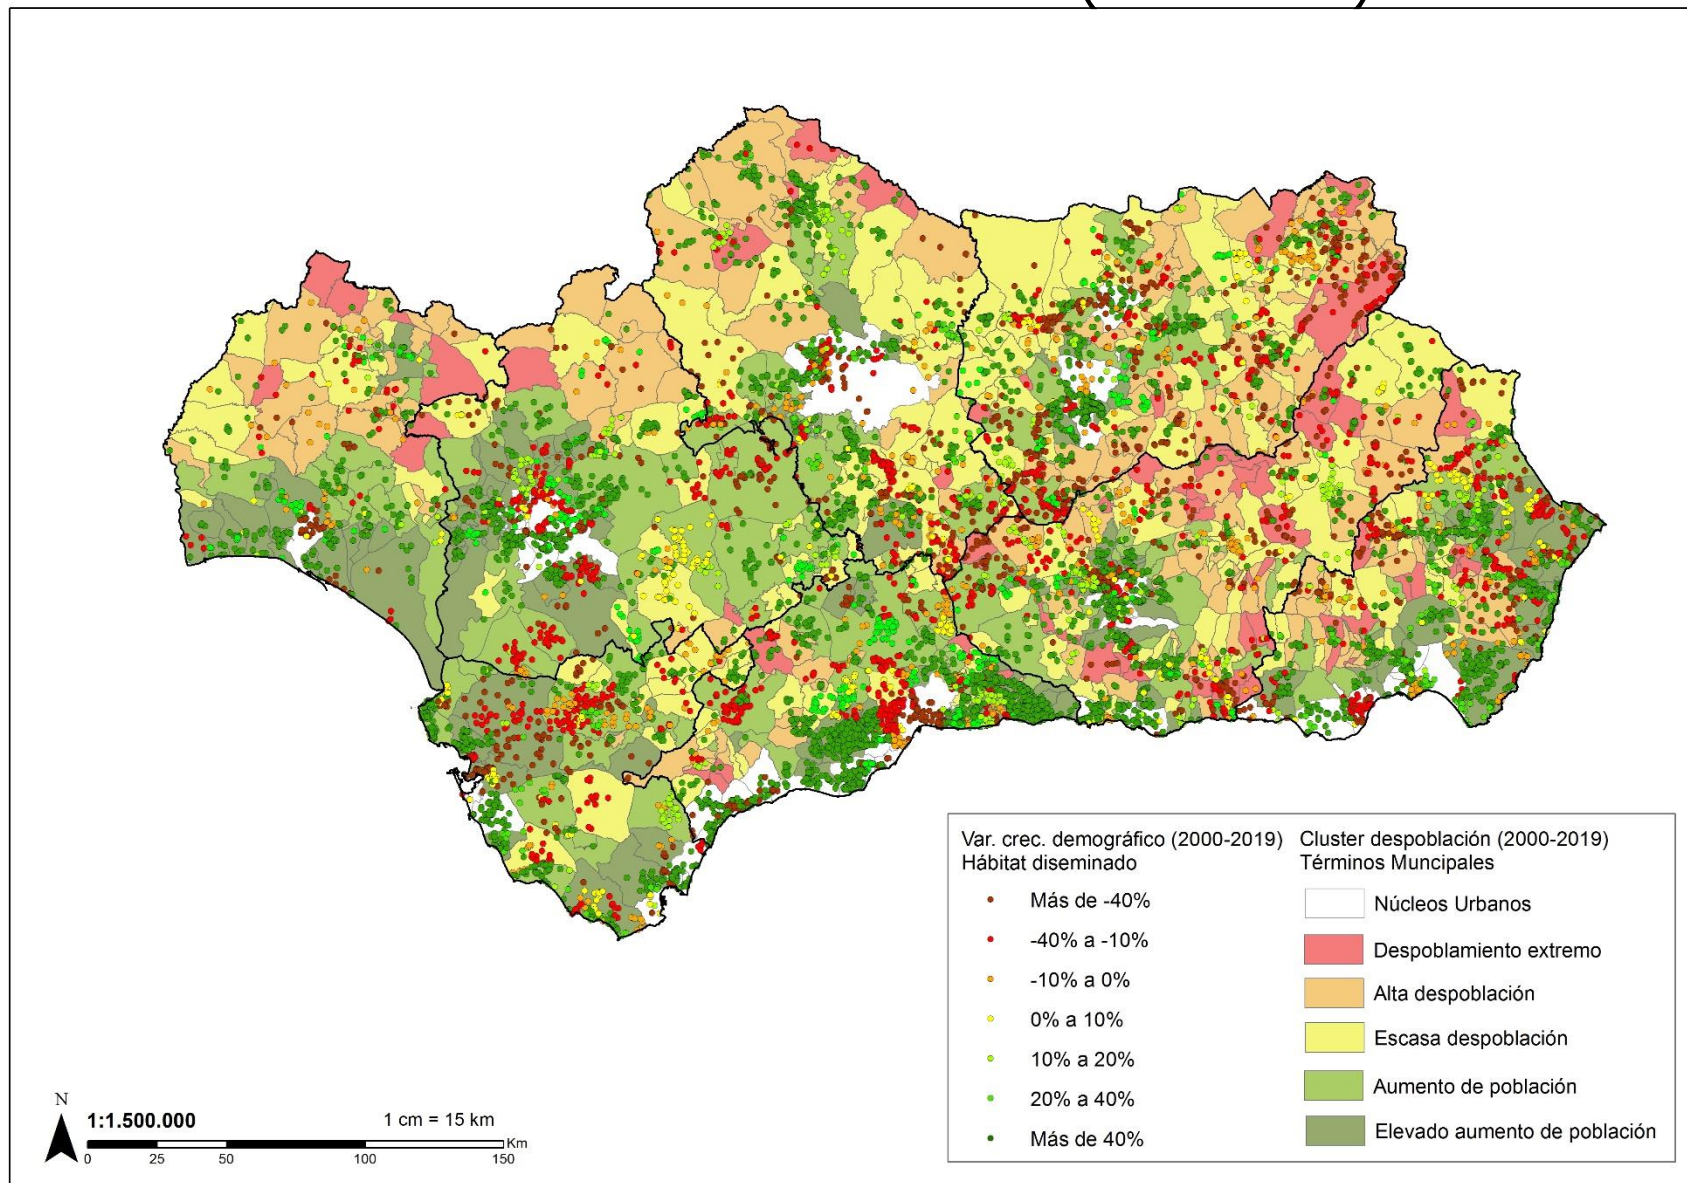 Var. crec. demográfico (2000-2019)
Hábitat diseminado
Más de -40%
-40% a -10%
-10% a 0%
0% a 10%
10% a 20%
20% a 40%
Más de 40%
Cluster despoblación (2000-2019)
Términos Muncipales
Núcleos Urbanos
Despoblamiento extremo
Alta despoblación
Escasa despoblación
Aumento de población
Elevado aumento de población
N
1:1.500.000
1 cm = 15 km
Km
0 25 50 100 150